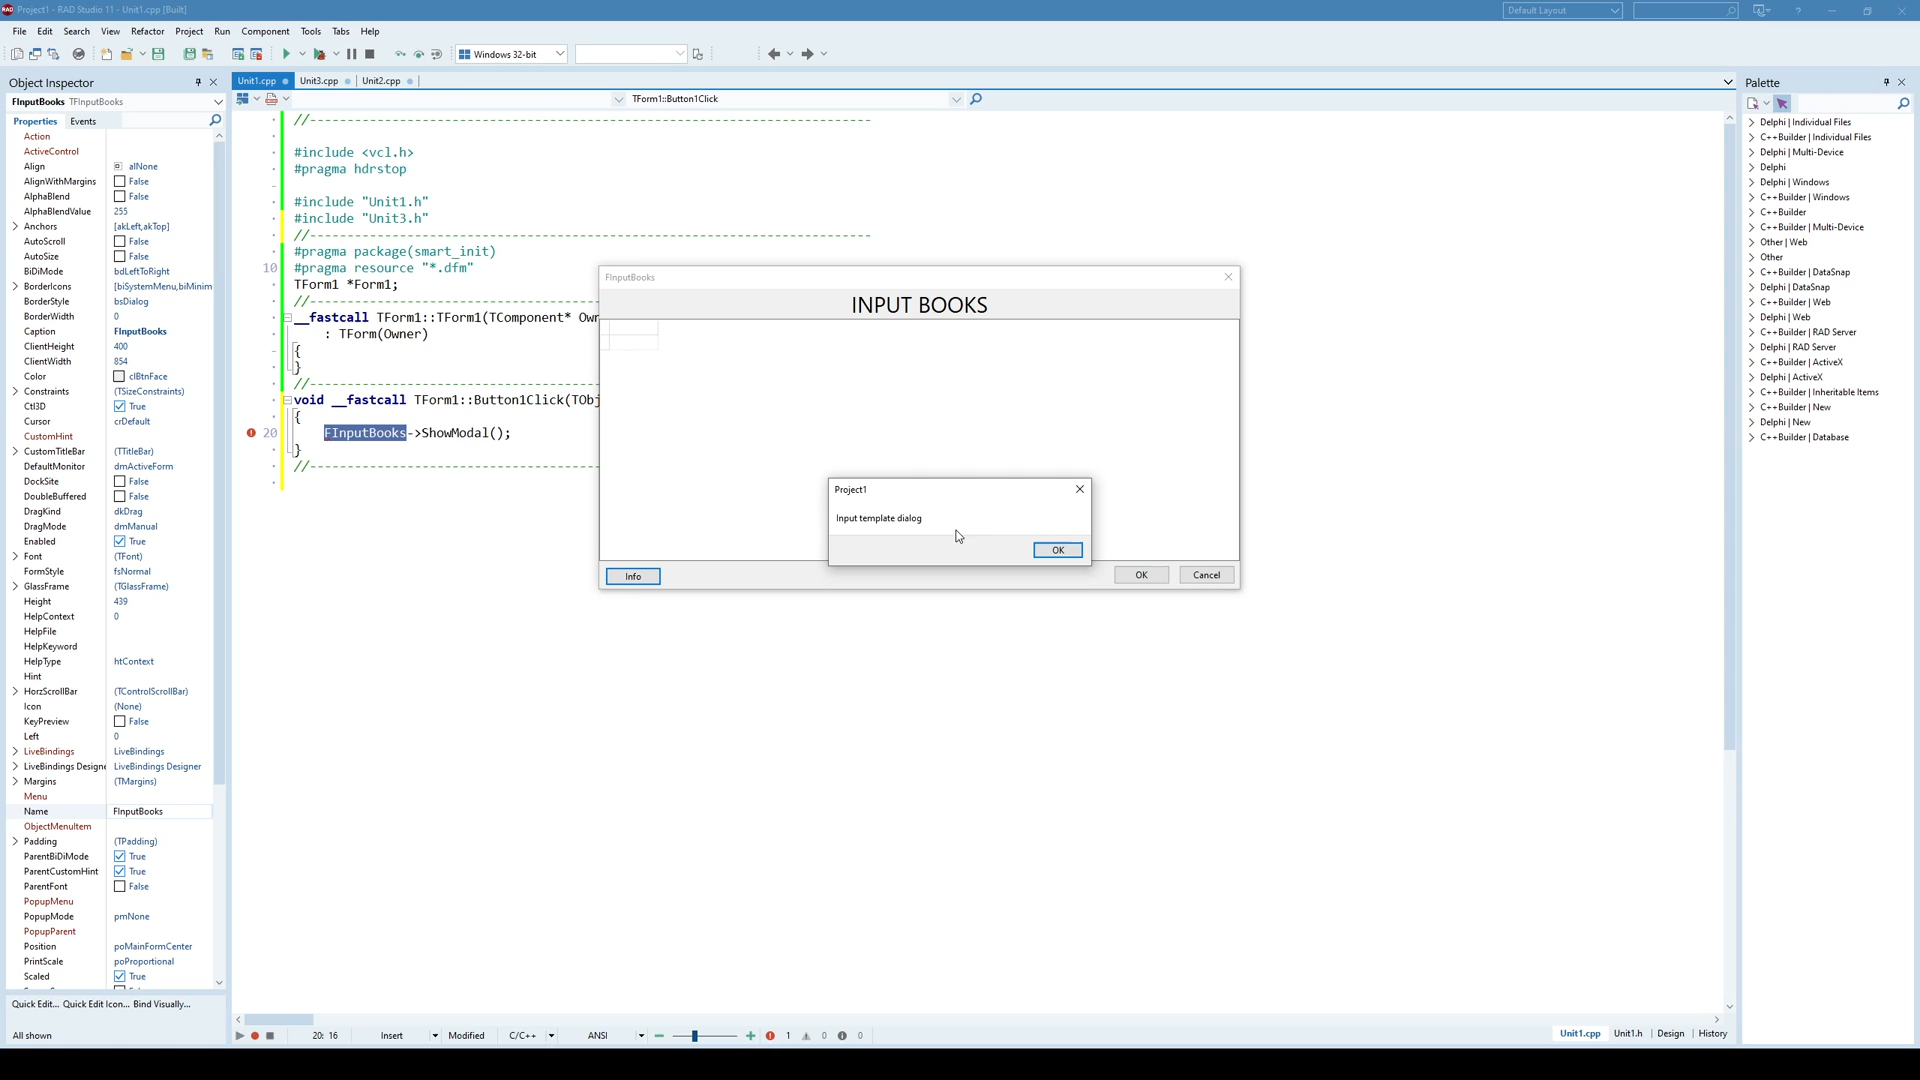 Project1 - RAD Studio 11 - Unit1.cpp [Built]
Default Layout
File Edit Search View Refactor Project Run Component Tools Tabs Help
Windows 32-bit
Object Inspector
FInputBooks TFInputBooks
Properties Events
Action
ActiveControl
Align alNone
AlignWithMargins False
AlphaBlend False
AlphaBlendValue 255
Anchors [akLeft,akTop]
AutoScroll False
AutoSize False
BiDiMode bdLeftToRight
BorderIcons [biSystemMenu,biMinim
BorderStyle bsDialog
BorderWidth 0
Caption FInputBooks
ClientHeight 400
ClientWidth 854
Color clBtnFace
Constraints (TSizeConstraints)
Ctl3D True
Cursor crDefault
CustomHint
CustomTitleBar (TTitleBar)
DefaultMonitor dmActiveForm
DockSite False
DoubleBuffered False
DragKind dkDrag
DragMode dmManual
Enabled True
Font (TFont)
FormStyle fsNormal
GlassFrame (TGlassFrame)
Height 439
HelpContext 0
HelpFile
HelpKeyword
HelpType htContext
Hint
HorzScrollBar (TControlScrollBar)
Icon (None)
KeyPreview False
Left 0
LiveBindings LiveBindings
LiveBindings Designe LiveBindings Designer
Margins (TMargins)
Menu
Name FInputBooks
ObjectMenuItem
Padding (TPadding)
ParentBiDiMode True
ParentCustomHint True
ParentFont False
PopupMenu
PopupMode pmNone
PopupParent
Position poMainFormCenter
PrintScale poProportional
Scaled True
Quick Edit... Quick Edit Icon... Bind Visually...
All shown
Unit1.cpp Unit3.cpp Unit2.cpp
TForm1::Button1Click
//---------------------------------------------------------------------------
#include <vcl.h>
#pragma hdrstop
#include "Unit1.h"
#include "Unit3.h"
//---------------------------------------------------------------------------
#pragma package(smart_init)
10 #pragma resource "*.dfm"
TForm1 *Form1;
//---------------------------------------
__fastcall TForm1::TForm1(TComponent* Own
: TForm(Owner)
{
}
//---------------------------------------
void __fastcall TForm1::Button1Click(TObj
{
20 FInputBooks->ShowModal();
}
//---------------------------------------
FInputBooks
INPUT BOOKS
Project1
Input template dialog
OK
Info OK Cancel
20: 16 Insert Modified C/C++ ANSI 1 0 0
Unit1.cpp Unit1.h Design History
Palette
Delphi | Individual Files
C++Builder | Individual Files
Delphi | Multi-Device
Delphi
Delphi | Windows
C++Builder | Windows
C++Builder
C++Builder | Multi-Device
Other | Web
Other
C++Builder | DataSnap
Delphi | DataSnap
C++Builder | Web
Delphi | Web
C++Builder | RAD Server
Delphi | RAD Server
C++Builder | ActiveX
Delphi | ActiveX
C++Builder | Inheritable Items
C++Builder | New
Delphi | New
C++Builder | Database